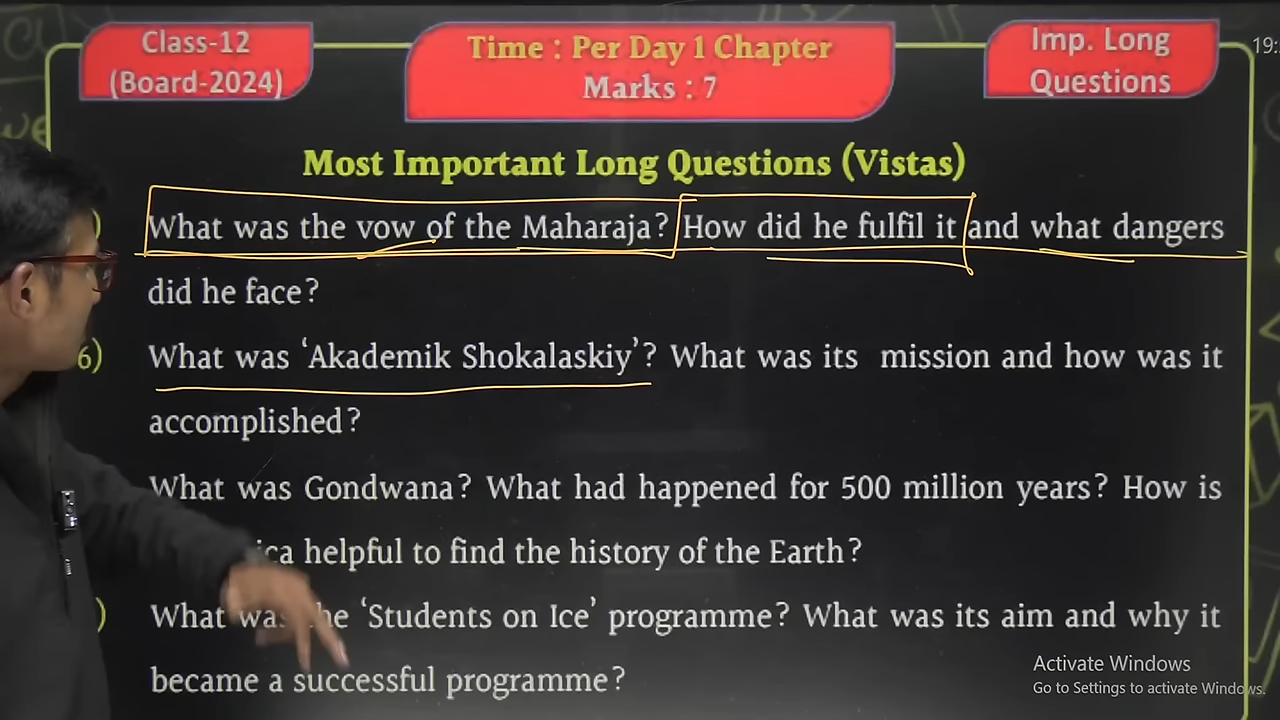 Class-12
(Board-2024)
Time : Per Day 1 Chapter
Marks : 7
Imp. Long
Questions
19:
Most Important Long Questions (Vistas)
) What was the vow of the Maharaja? How did he fulfil it and what dangers
did he face?
6) What was ‘Akademik Shokalaskiy’? What was its mission and how was it
accomplished?
What was Gondwana? What had happened for 500 million years? How is
ica helpful to find the history of the Earth?
) What was the ‘Students on Ice’ programme? What was its aim and why it
became a successful programme?
Activate Windows
Go to Settings to activate Windows.